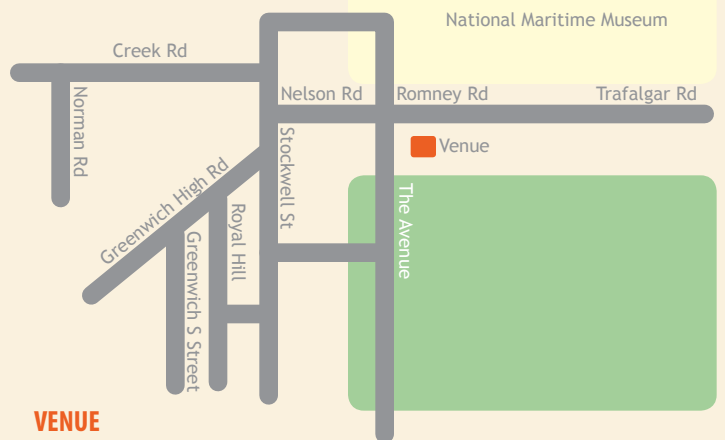 National Maritime Museum
Creek Rd
Nelson Rd
Romney Rd
Trafalgar Rd
Norman Rd
Stockwell St
Venue
Greenwich High Rd
The Avenue
Royal Hill
Greenwich S Street
VENUE